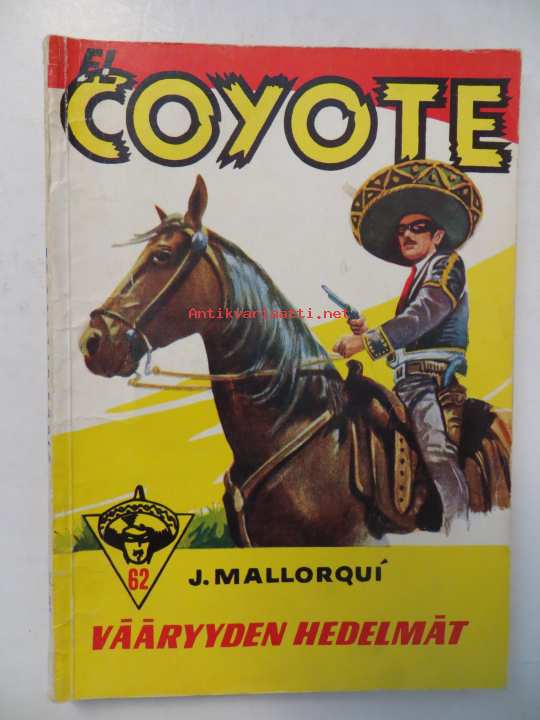 EL
COYOTE
Antikvariaatti.net
62
J. MALLORQUÍ
VÄÄRYYDEN HEDELMÄT